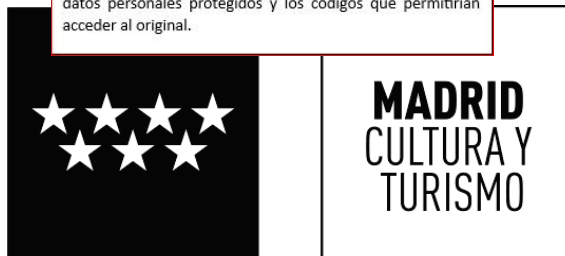 datos personales protegidos y los códigos que permitirían
acceder al original.
MADRID
CULTURA Y
TURISMO